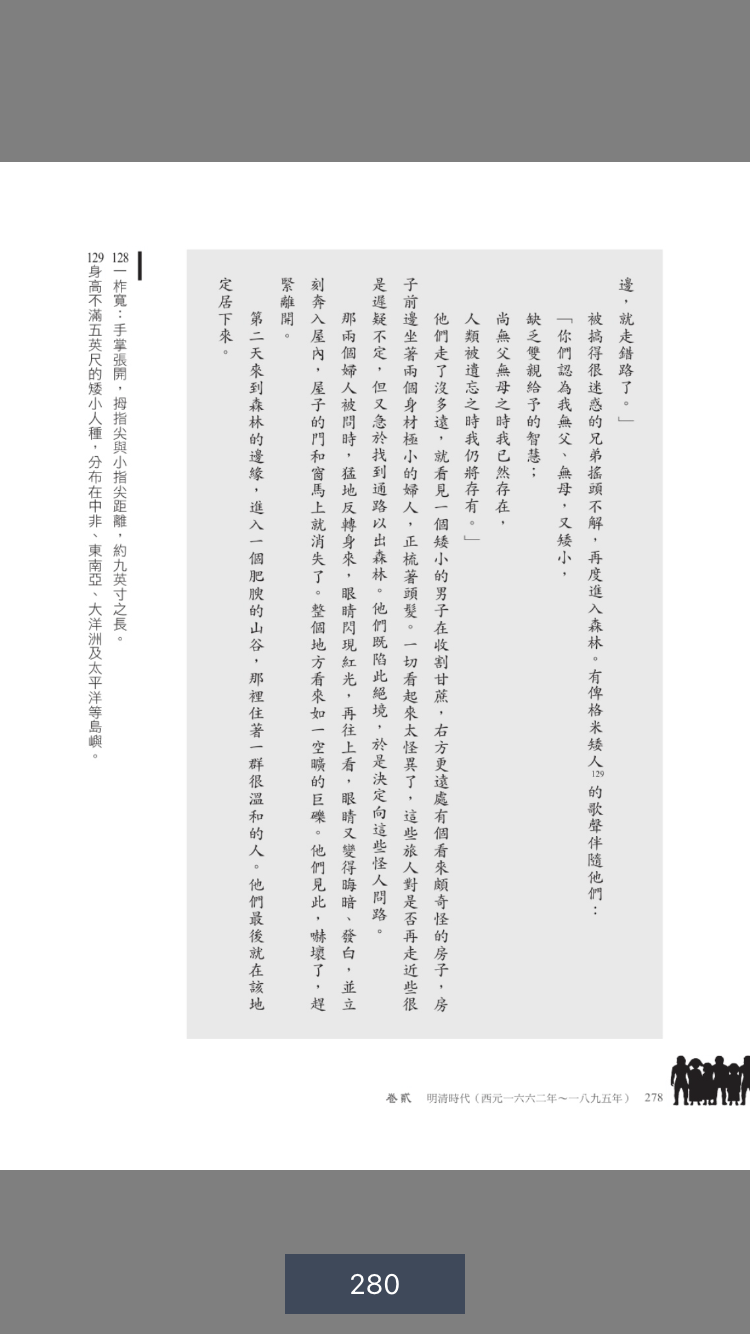 邊，就走錯路了。」
被搞得很迷惑的兄弟搖頭不解，再度進入森林。有俾格米矮人129的歌聲伴隨他們：
「你們認為我無父、無母，又矮小，
缺乏雙親給予的智慧；
尚無父無母之時我已然存在，
人類被遺忘之時我仍將存有。」
他們走了沒多遠，就看見一個矮小的男子在收割甘蔗，右方更遠處有個看來頗奇怪的房子，房
子前邊坐著兩個身材極小的婦人，正梳著頭髮。一切看起來太怪異了，這些旅人對是否再走近些很
是遲疑不定，但又急於找到通路以出森林。他們既陷此絕境，於是決定向這些怪人問路。
那兩個婦人被問時，猛地反轉身來，眼睛閃現紅光，再往上看，眼睛又變得晦暗、發白，並立
刻奔入屋內，屋子的門和窗馬上就消失了。整個地方看來如一空曠的巨礫。他們見此，嚇壞了，趕
緊離開。
第二天來到森林的邊緣，進入一個肥腴的山谷，那裡住著一群很溫和的人。他們最後就在該地
定居下來。
128一柞寬：手掌張開，拇指尖與小指尖距離，約九英寸之長。
129身高不滿五英尺的矮小人種，分布在中非、東南亞、大洋洲及太平洋等島嶼。
卷貳 明清時代（西元一六六二年～一八九五年） 278
280